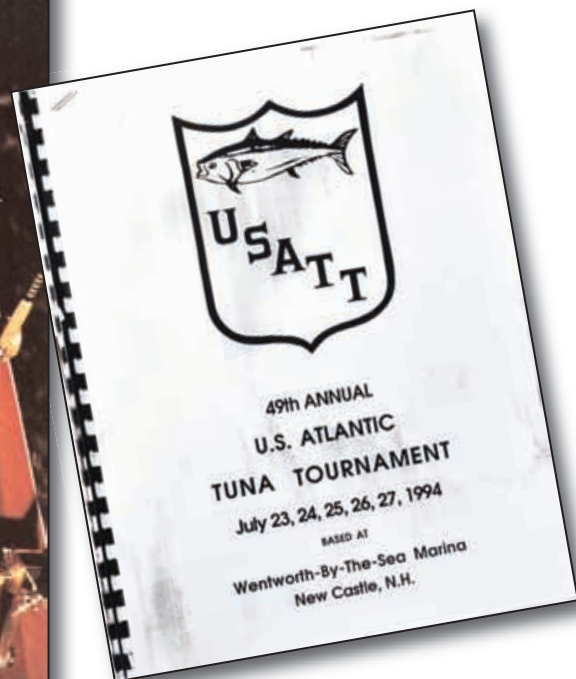 USATT
49th ANNUAL
U.S. ATLANTIC
TUNA TOURNAMENT
July 23, 24, 25, 26, 27, 1994
BASED AT
Wentworth-By-The-Sea Marina
New Castle, N.H.